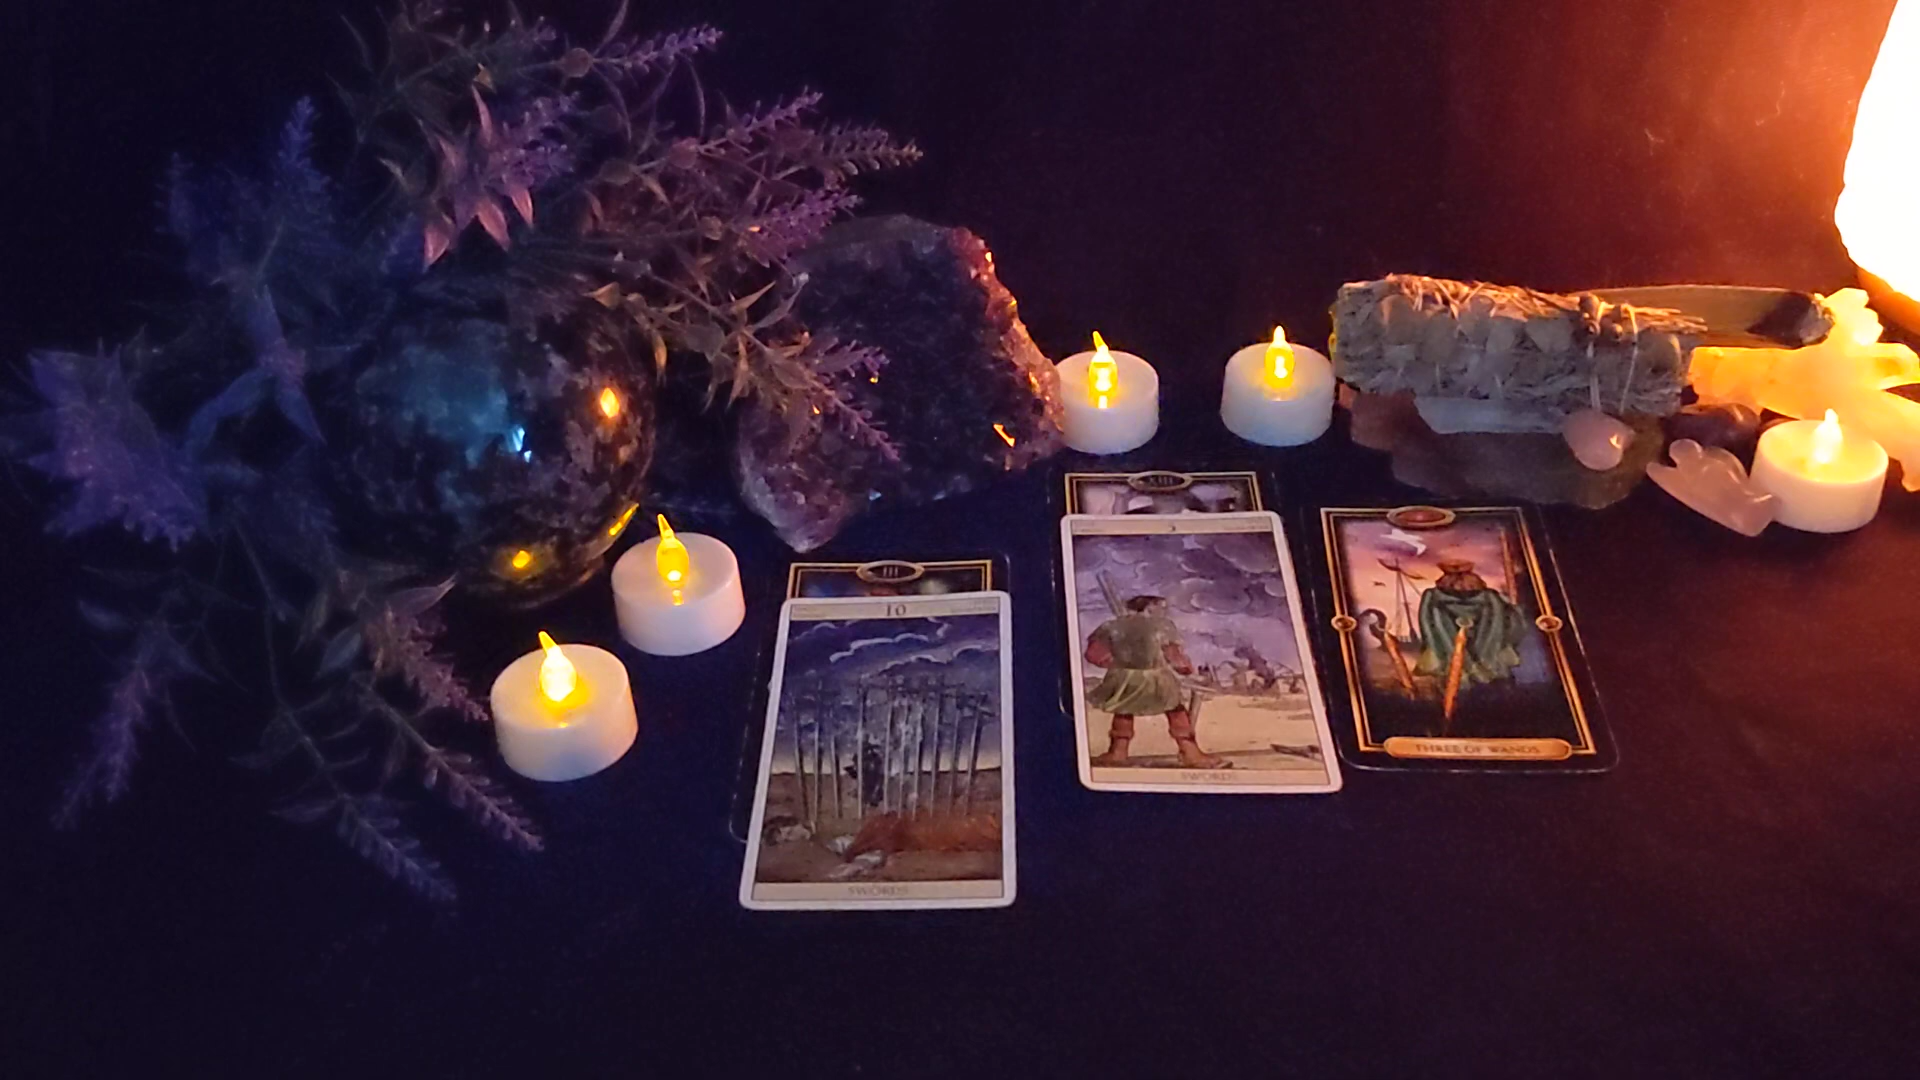 III
10
SWORDS
XIII
SWORDS
THREE OF WANDS